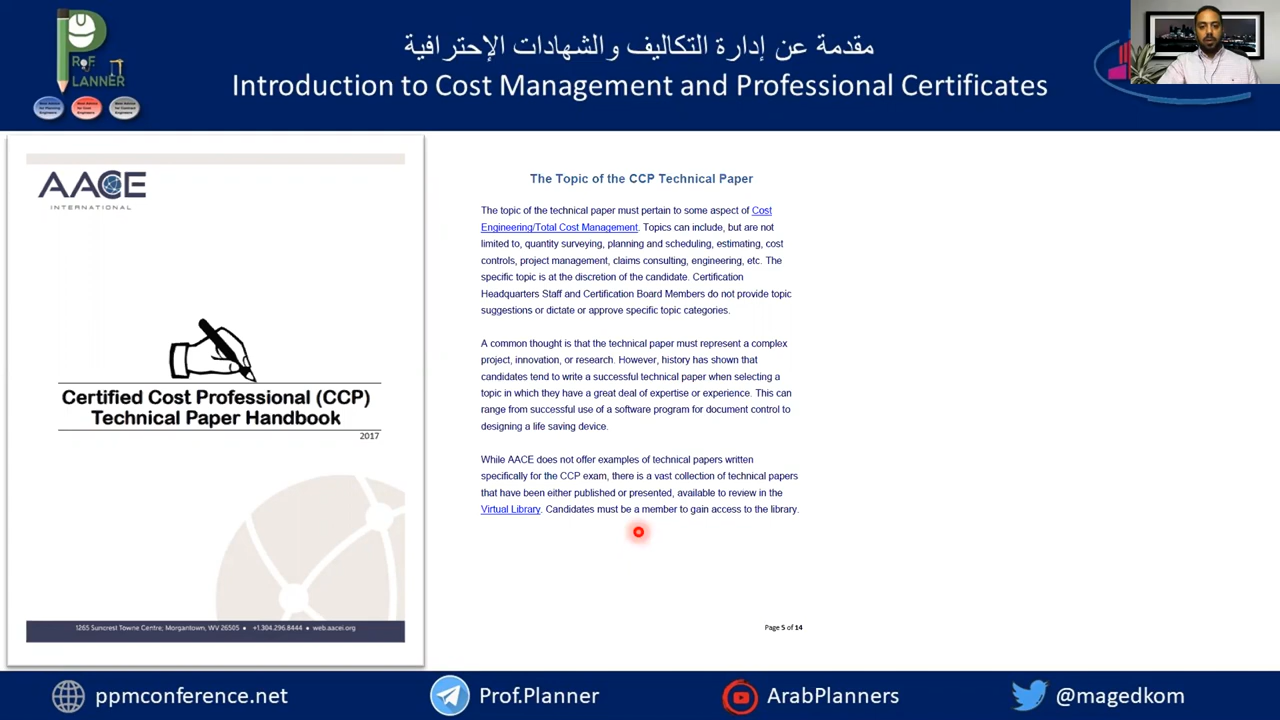 مقدمة عن إدارة التكاليف والشهادات الإحترافية
Introduction to Cost Management and Professional Certificates
AACE
INTERNATIONAL
Certified Cost Professional (CCP)
Technical Paper Handbook
2017
1265 Suncrest Towne Centre, Morgantown, WV 26505 • +1.304.296.8444 • web.aacei.org
The Topic of the CCP Technical Paper
The topic of the technical paper must pertain to some aspect of Cost
Engineering/Total Cost Management. Topics can include, but are not
limited to, quantity surveying, planning and scheduling, estimating, cost
controls, project management, claims consulting, engineering, etc. The
specific topic is at the discretion of the candidate. Certification
Headquarters Staff and Certification Board Members do not provide topic
suggestions or dictate or approve specific topic categories.
A common thought is that the technical paper must represent a complex
project, innovation, or research. However, history has shown that
candidates tend to write a successful technical paper when selecting a
topic in which they have a great deal of expertise or experience. This can
range from successful use of a software program for document control to
designing a life saving device.
While AACE does not offer examples of technical papers written
specifically for the CCP exam, there is a vast collection of technical papers
that have been either published or presented, available to review in the
Virtual Library. Candidates must be a member to gain access to the library.
Page 5 of 14
ppmconference.net
Prof.Planner
ArabPlanners
@magedkom